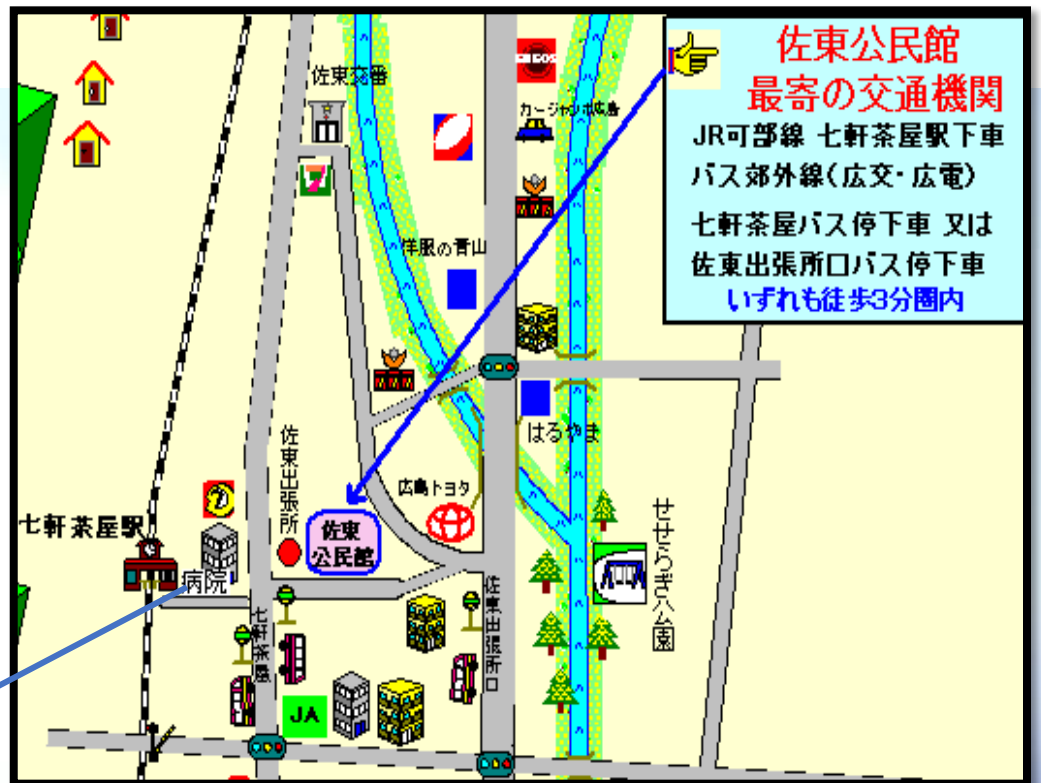 佐東公民館
最寄の交通機関
JR可部線 七軒茶屋駅下車
バス郊外線(広交・広電)
七軒茶屋バス停下車 又は
佐東出張所口バス停下車
いずれも徒歩3分圏内
佐東交番
カージャンボ広島
洋服の青山
はるやま
佐東出張所
広島トヨタ
佐東
公民館
七軒茶屋駅
病院
せせらぎ公園
七軒茶屋
佐東出張所口
JA